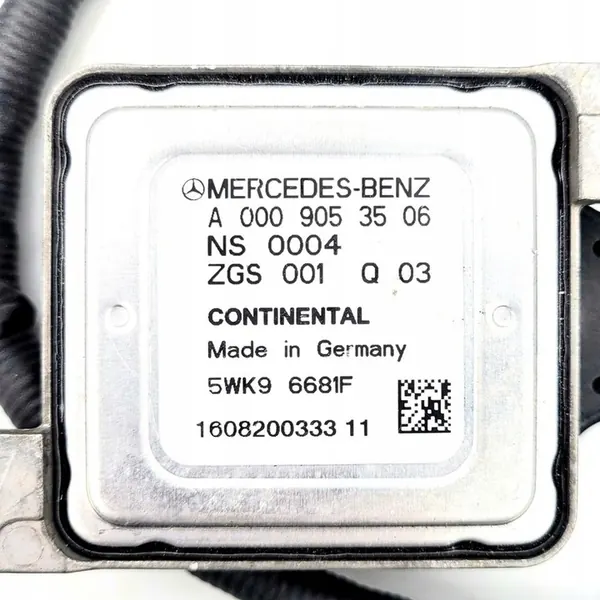 MERCEDES-BENZ
A 000 905 35 06
NS 0004
ZGS 001 Q 03
CONTINENTAL
Made in Germany
5WK9 6681F
1608200333 11